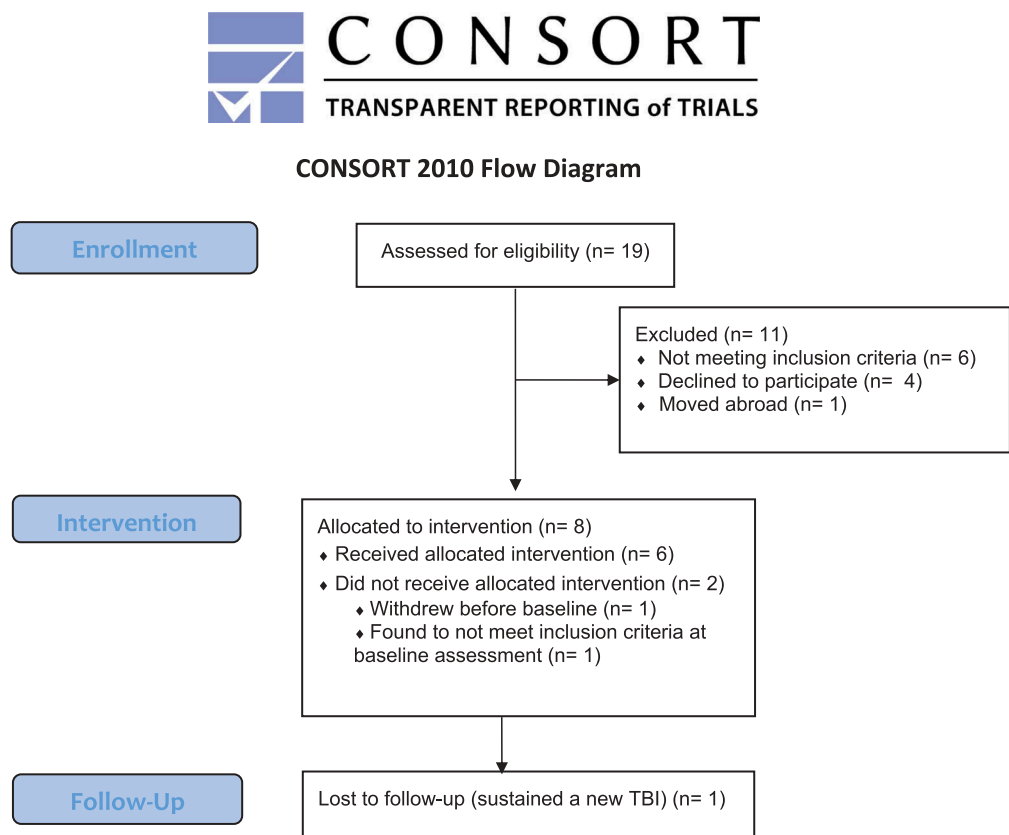 CONSORT
TRANSPARENT REPORTING of TRIALS
CONSORT 2010 Flow Diagram
Enrollment
Assessed for eligibility (n= 19)
Excluded (n= 11)
♦ Not meeting inclusion criteria (n= 6)
♦ Declined to participate (n=  4)
♦ Moved abroad (n= 1)
Intervention
Allocated to intervention (n= 8)
♦ Received allocated intervention (n= 6)
♦ Did not receive allocated intervention (n= 2)
♦ Withdrew before baseline (n= 1)
♦ Found to not meet inclusion criteria at
baseline assessment (n= 1)
Follow-Up
Lost to follow-up (sustained a new TBI) (n= 1)